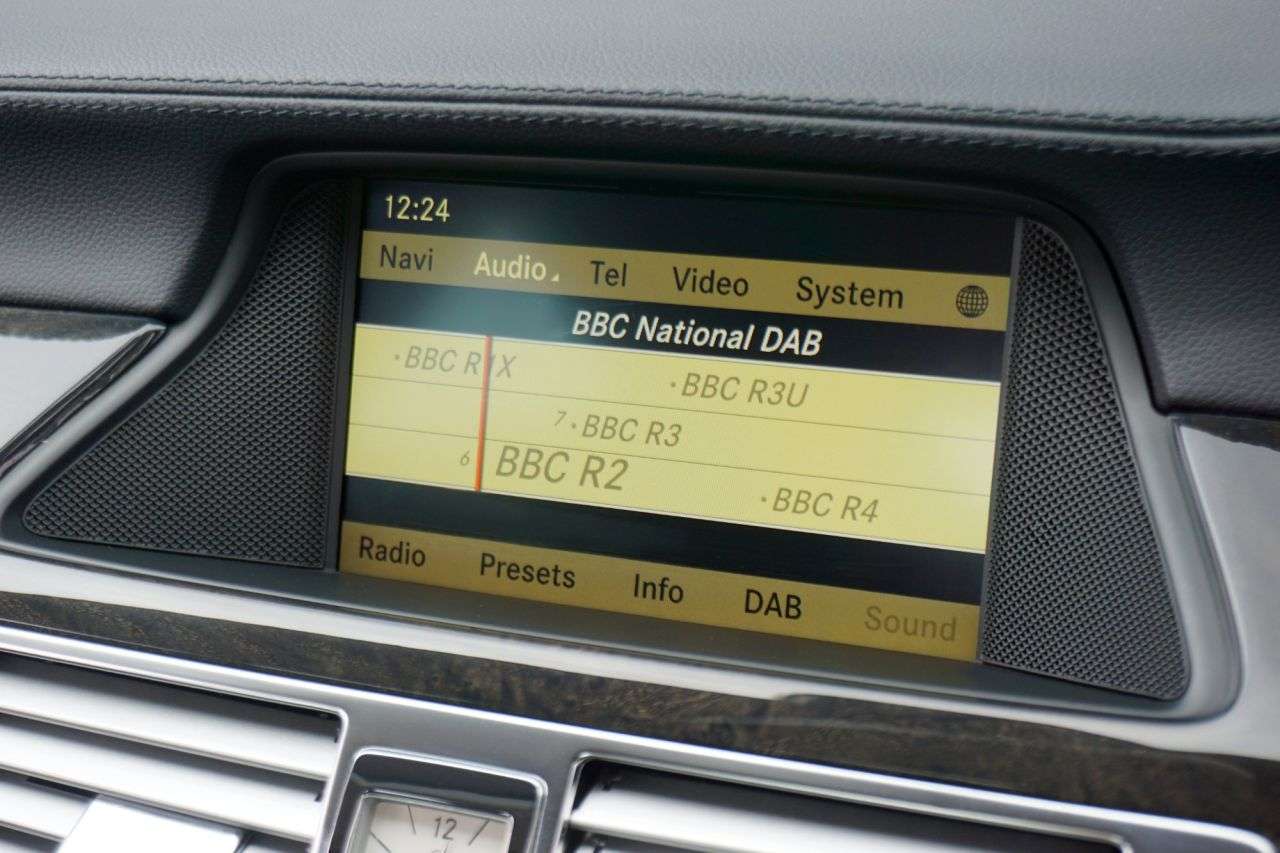 12:24
Navi Audio Tel Video System
BBC National DAB
BBC R1X
BBC R3U
7 BBC R3
6 BBC R2
BBC R4
Radio Presets Info DAB Sound
12